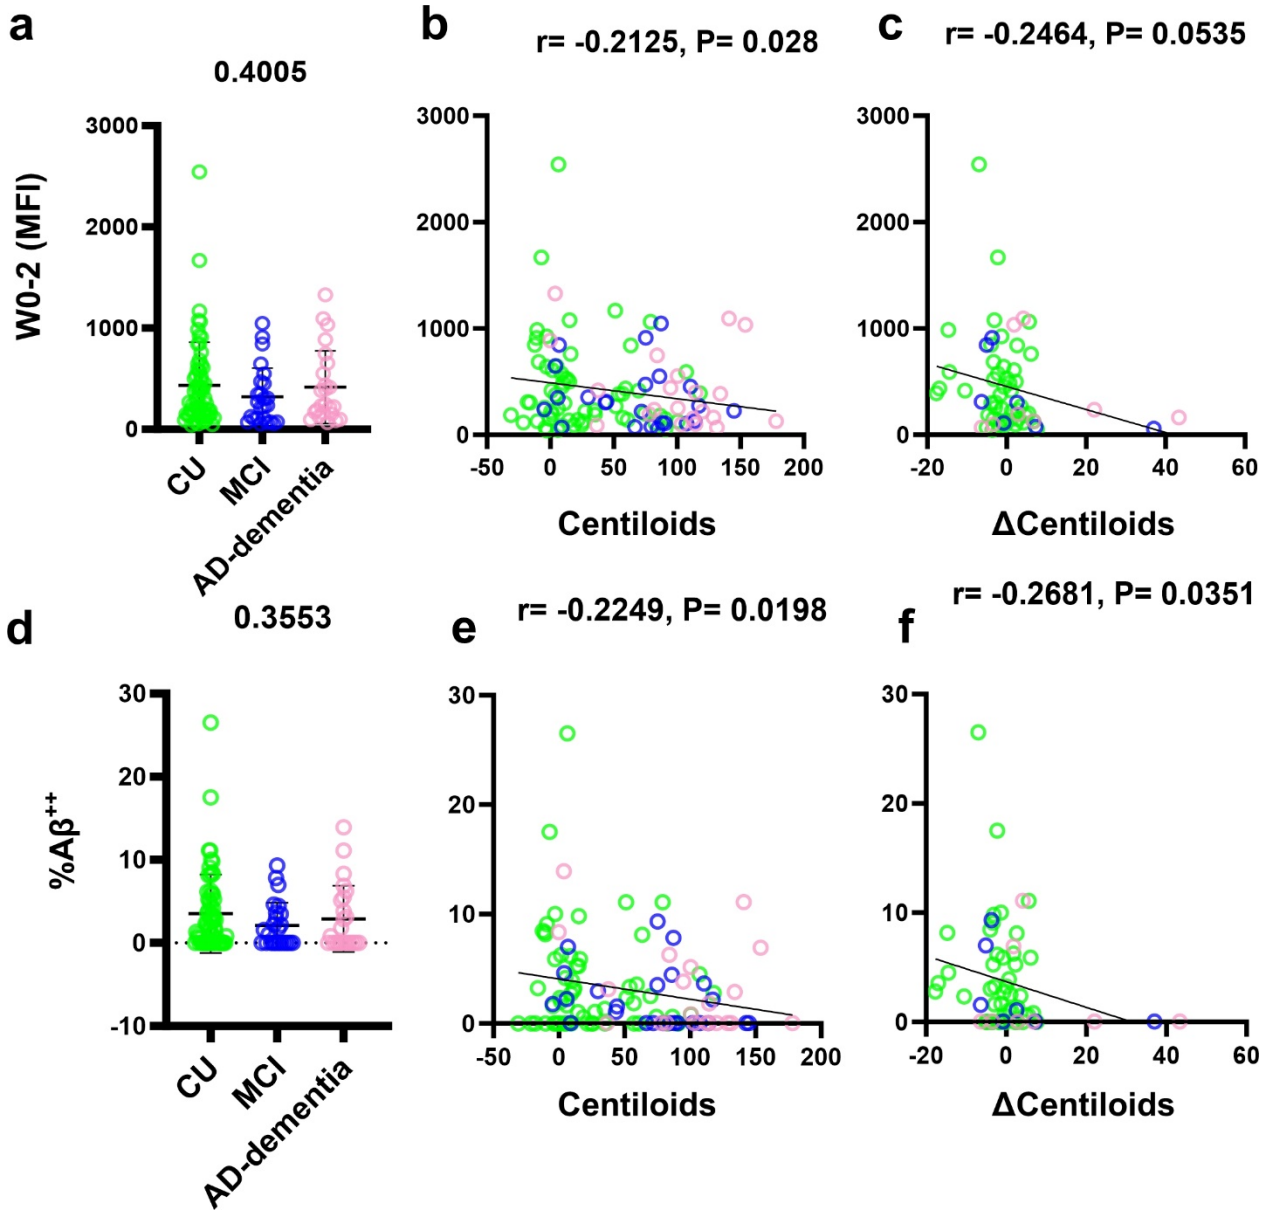 a
0.4005
W0-2 (MFI)
3000
2000
1000
0
CU
MCI
AD-dementia
b
r= -0.2125, P= 0.028
3000
2000
1000
0
-50
0
50
100
150
200
Centiloids
c
r= -0.2464, P= 0.0535
3000
2000
1000
0
-20
0
20
40
60
ΔCentiloids
d
0.3553
%Aβ++
30
20
10
0
-10
CU
MCI
AD-dementia
e
r= -0.2249, P= 0.0198
30
20
10
0
-50
0
50
100
150
200
Centiloids
f
r= -0.2681, P= 0.0351
30
20
10
0
-20
0
20
40
60
ΔCentiloids